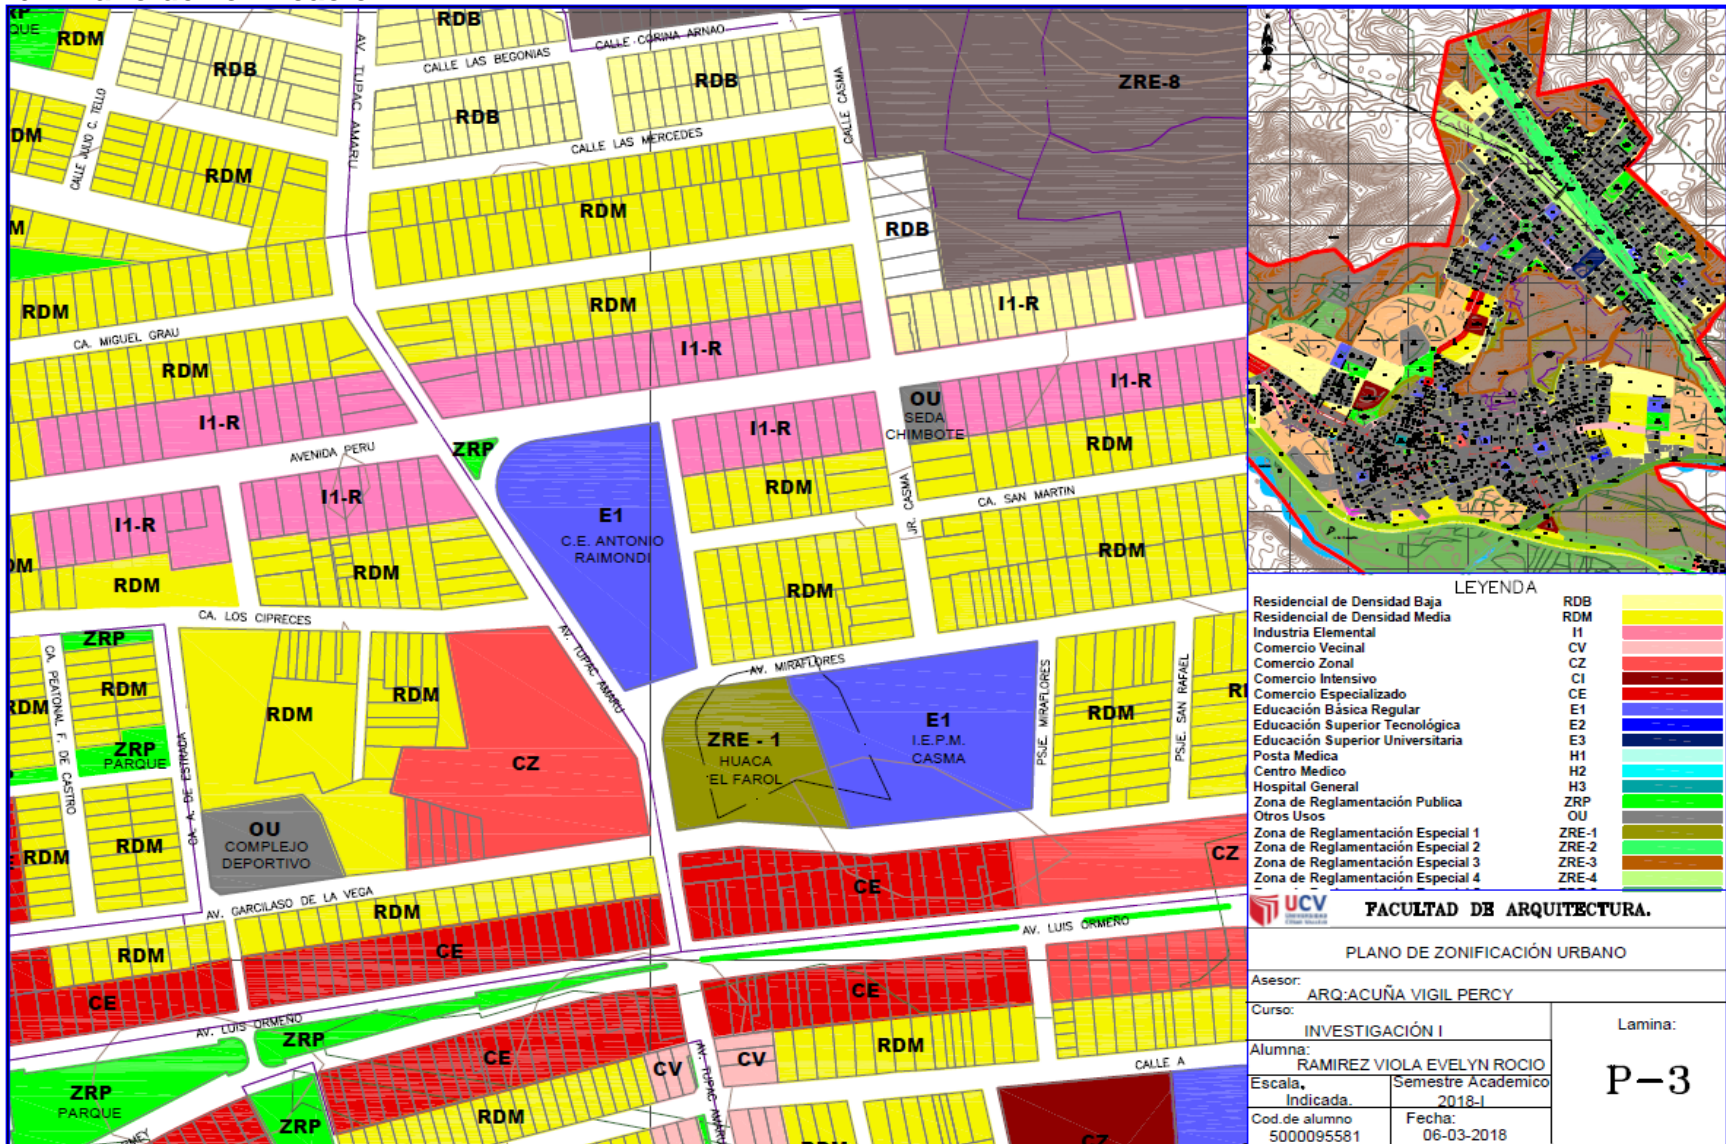 RDB
CALLE CORINA ARNAO
QUE
RDM
AV. TUPAC AMARU
CALLE LAS BEGONIAS
RDB
RDB
ZRE-8
CALLE JULIO C. TELLO
RDB
CALLE CASMA
DM
CALLE LAS MERCEDES
RDM
RDM
RDB
RDM
RDM
I1-R
CA. MIGUEL GRAU
I1-R
RDM
I1-R
OU
SEDA
CHIMBOTE
I1-R
I1-R
RDM
AVENIDA PERU
ZRP
RDM
CA. SAN MARTIN
I1-R
JR. CASMA
I1-R
E1
C.E. ANTONIO
RAIMONDI
RDM
RDM
RDM
RDM
CA. LOS CIPRECES
ZRP
AV. TUPAC AMARU
AV. MIRAFLORES
CA. PEATONAL F. DE CASTRO
RDM
RDM
PSJE. MIRAFLORES
PSJE. SAN RAFAEL
RDM
RDM
RDM
ZRP
PARQUE
CA. A. DE ESTRADA
CZ
ZRE - 1
HUACA
EL FAROL
E1
I.E.P.M.
CASMA
OU
COMPLEJO
DEPORTIVO
RDM
RDM
CZ
CE
AV. GARCILASO DE LA VEGA
RDM
AV. LUIS ORMEÑO
RDM
CE
CE
CE
AV. LUIS ORMEÑO
ZRP
CE
RDM
CV
CV
AV. TUPAC AMARU
CALLE A
ZRP
PARQUE
RDM
ZRP
RDM
CZ
LEYENDA
Residencial de Densidad Baja RDB
Residencial de Densidad Media RDM
Industria Elemental I1
Comercio Vecinal CV
Comercio Zonal CZ
Comercio Intensivo CI
Comercio Especializado CE
Educación Básica Regular E1
Educación Superior Tecnológica E2
Educación Superior Universitaria E3
Posta Medica H1
Centro Medico H2
Hospital General H3
Zona de Reglamentación Publica ZRP
Otros Usos OU
Zona de Reglamentación Especial 1 ZRE-1
Zona de Reglamentación Especial 2 ZRE-2
Zona de Reglamentación Especial 3 ZRE-3
Zona de Reglamentación Especial 4 ZRE-4
UCV
UNIVERSIDAD
CÉSAR VALLEJO
FACULTAD DE ARQUITECTURA.
PLANO DE ZONIFICACIÓN URBANO
Asesor:
ARQ:ACUÑA VIGIL PERCY
Curso:
INVESTIGACIÓN I
Alumna:
RAMIREZ VIOLA EVELYN ROCIO
Escala,
Indicada.
Semestre Academico
2018-I
Cod.de alumno
5000095581
Fecha:
06-03-2018
Lamina:
P-3